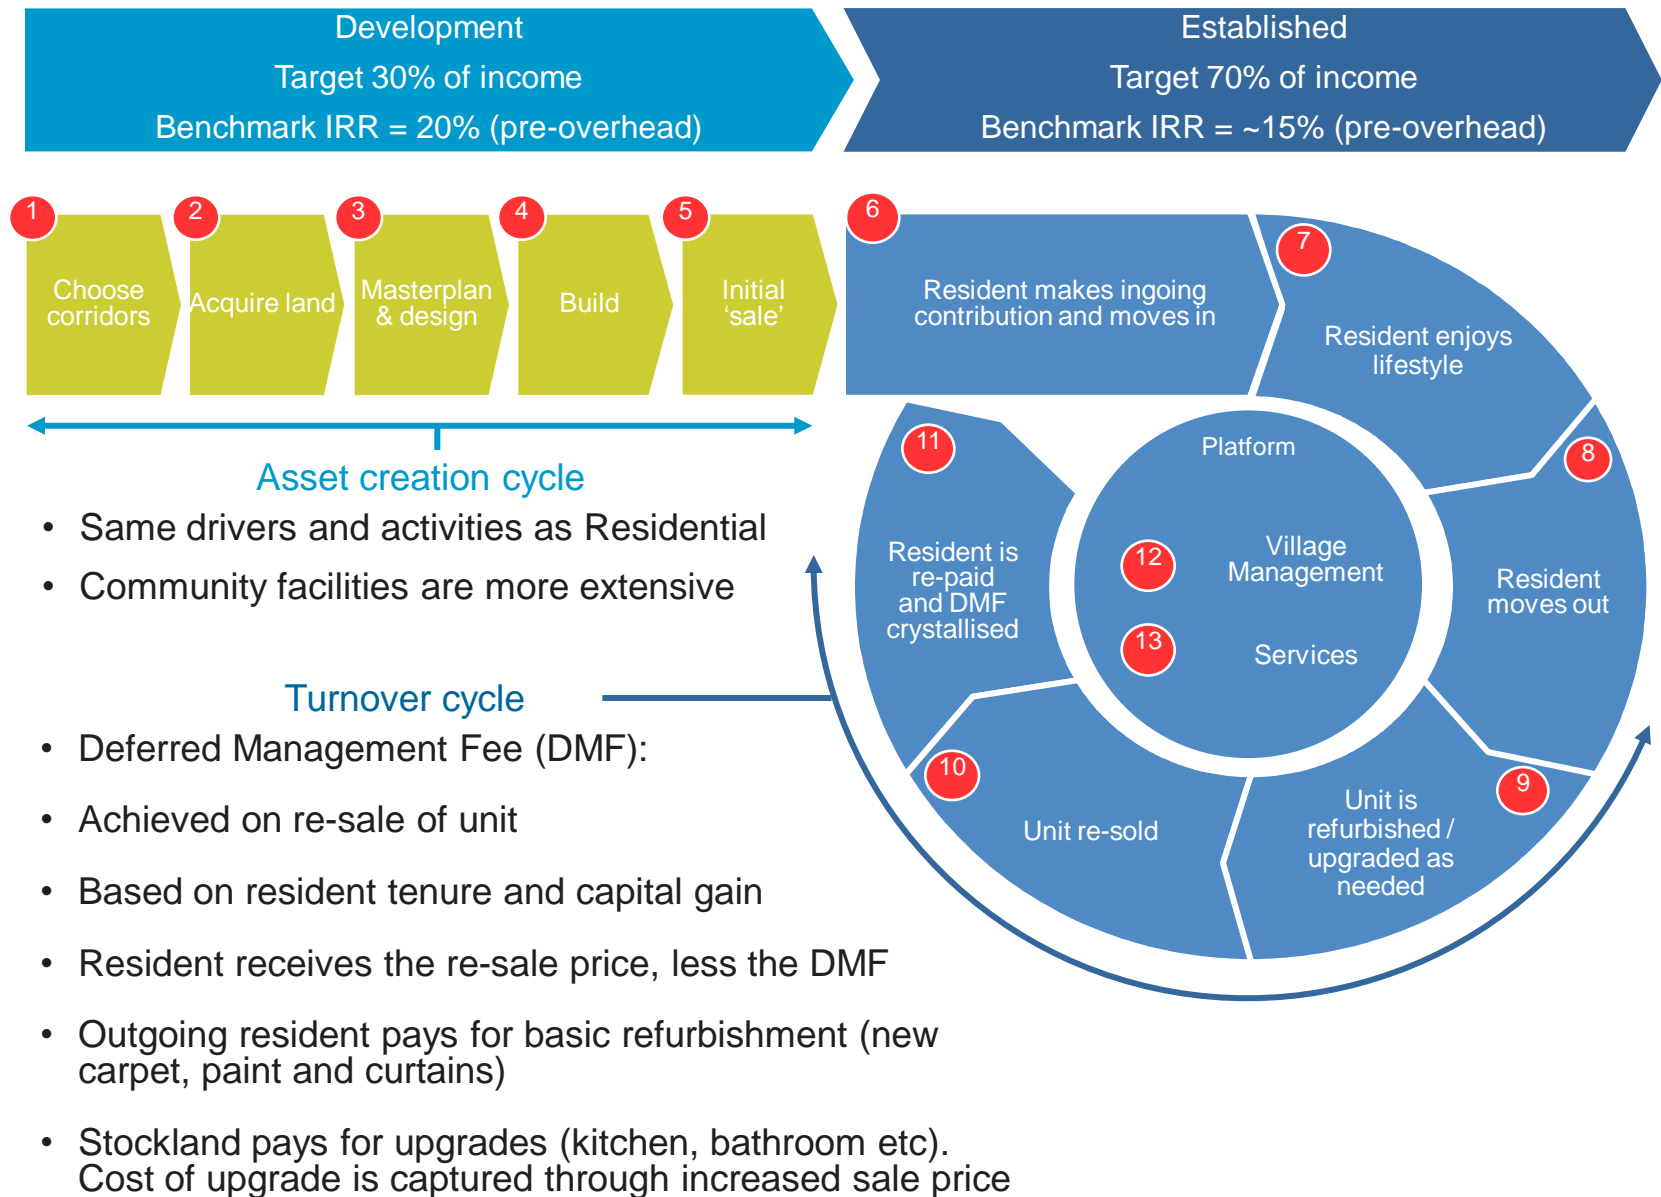 Development
Target 30% of income
Benchmark IRR = 20% (pre-overhead)
Established
Target 70% of income
Benchmark IRR = ~15% (pre-overhead)
1
Choose
corridors
2
Acquire land
3
Masterplan
& design
4
Build
5
Initial
‘sale’
6
Resident makes ingoing
contribution and moves in
7
Resident enjoys
lifestyle
8
Resident
moves out
9
Unit is
refurbished /
upgraded as
needed
10
Unit re-sold
11
Resident is
re-paid
and DMF
crystallised
Platform
12
Village
Management
13
Services
Asset creation cycle
• Same drivers and activities as Residential
• Community facilities are more extensive
Turnover cycle
• Deferred Management Fee (DMF):
• Achieved on re-sale of unit
• Based on resident tenure and capital gain
• Resident receives the re-sale price, less the DMF
• Outgoing resident pays for basic refurbishment (new
carpet, paint and curtains)
• Stockland pays for upgrades (kitchen, bathroom etc).
Cost of upgrade is captured through increased sale price